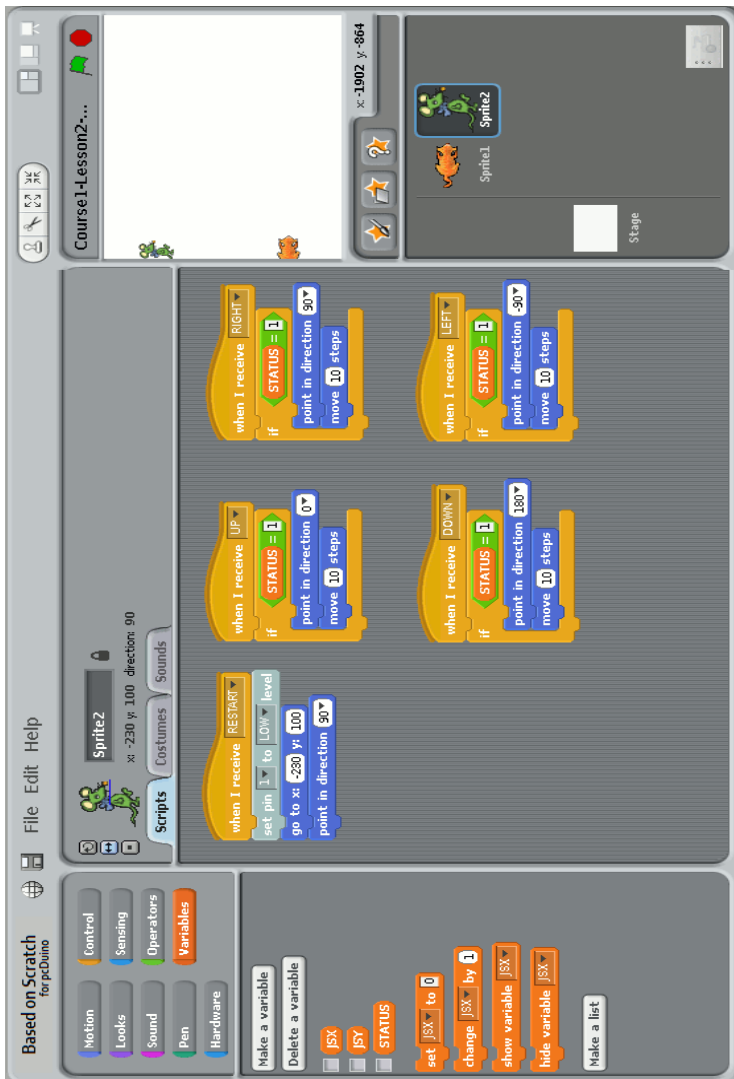 Based on Scratch
for pcDuino
File Edit Help
Motion
Control
Looks
Sensing
Sound
Operators
Pen
Variables
Hardware
Make a variable
Delete a variable
JSX
JSY
STATUS
set JSX to 0
change JSX by 1
show variable JSX
hide variable JSX
Make a list
Sprite2
x: -230 y: 100 direction: 90
Scripts
Costumes
Sounds
when I receive RESTART
set pin 1 to LOW level
go to x: -230 y: 100
point in direction 90
when I receive UP
if STATUS = 1
point in direction 0
move 10 steps
when I receive RIGHT
if STATUS = 1
point in direction 90
move 10 steps
when I receive DOWN
if STATUS = 1
point in direction 180
move 10 steps
when I receive LEFT
if STATUS = 1
point in direction -90
move 10 steps
Course1-Lesson2-...
x: -1902 y: -864
Sprite1
Sprite2
Stage